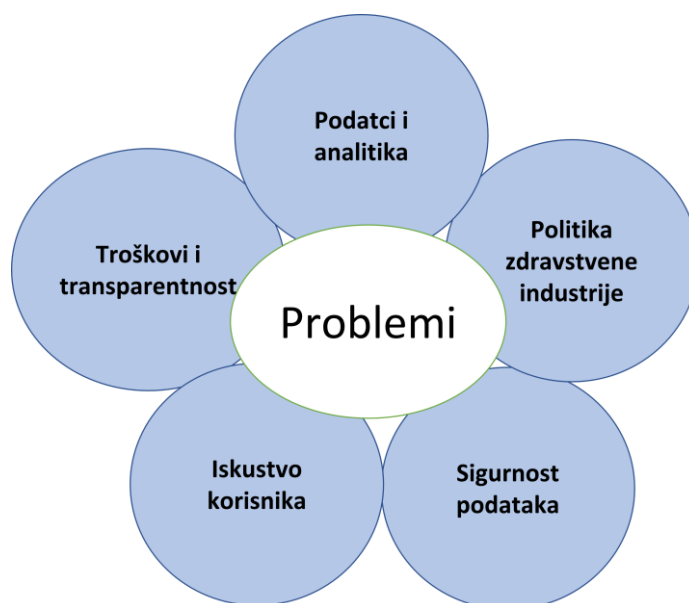 Podatci i
analitika
Politika
zdravstvene
industrije
Troškovi i
transparentnost
Problemi
Iskustvo
korisnika
Sigurnost
podataka